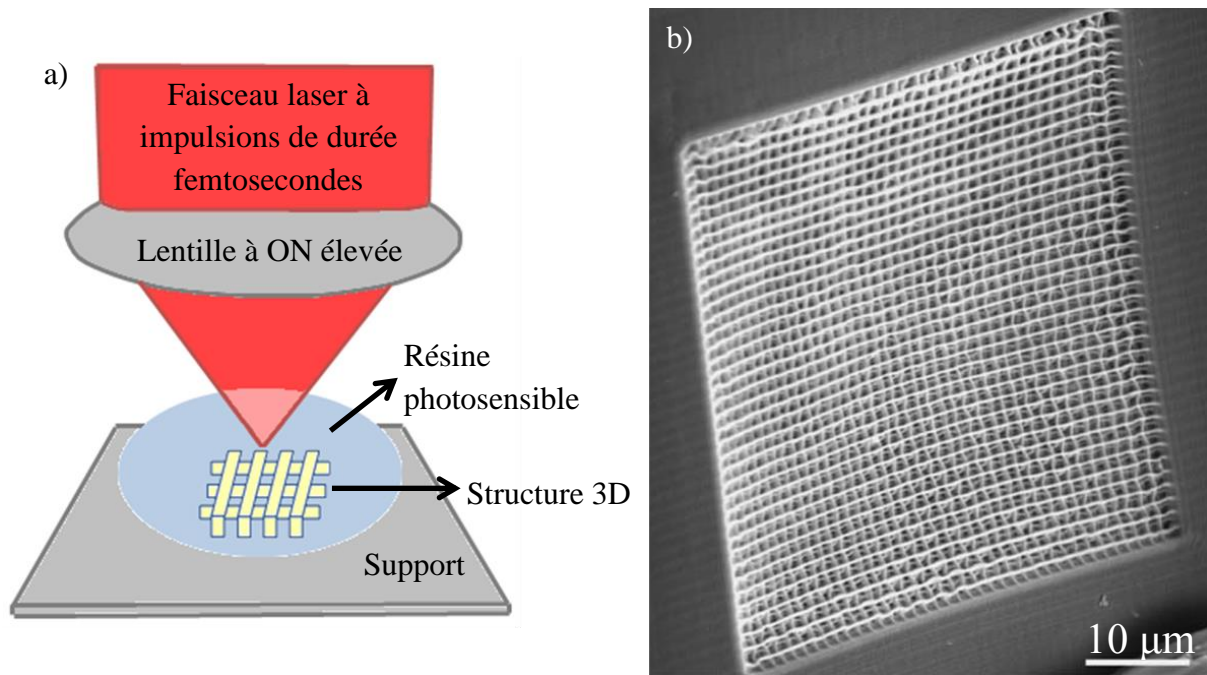 a)
Faisceau laser à
impulsions de durée
femtosecondes
Lentille à ON élevée
Résine
photosensible
Structure 3D
Support
b)
10 µm